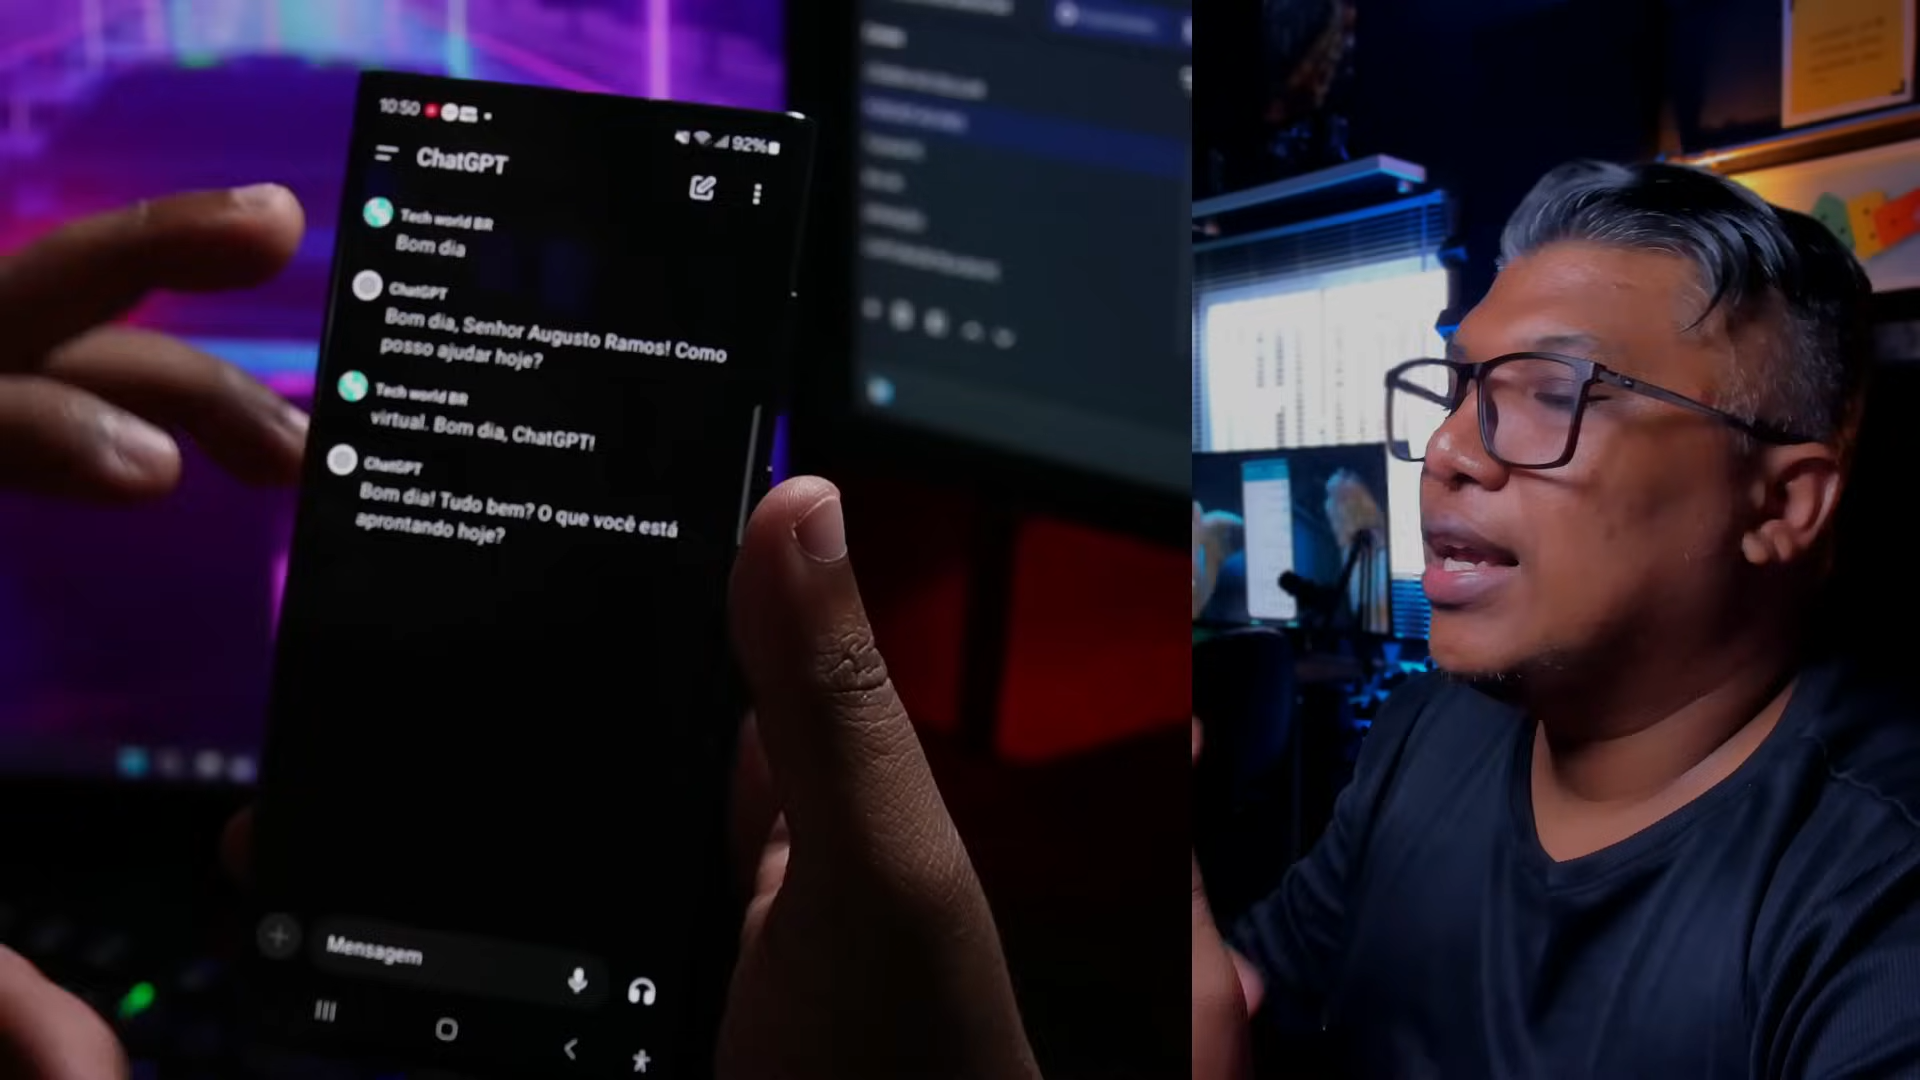 10:50
92%
ChatGPT
Tech world BR
Bom dia
ChatGPT
Bom dia, Senhor Augusto Ramos! Como
posso ajudar hoje?
Tech world BR
virtual. Bom dia, ChatGPT!
ChatGPT
Bom dia! Tudo bem? O que você está
aprontando hoje?
Mensagem